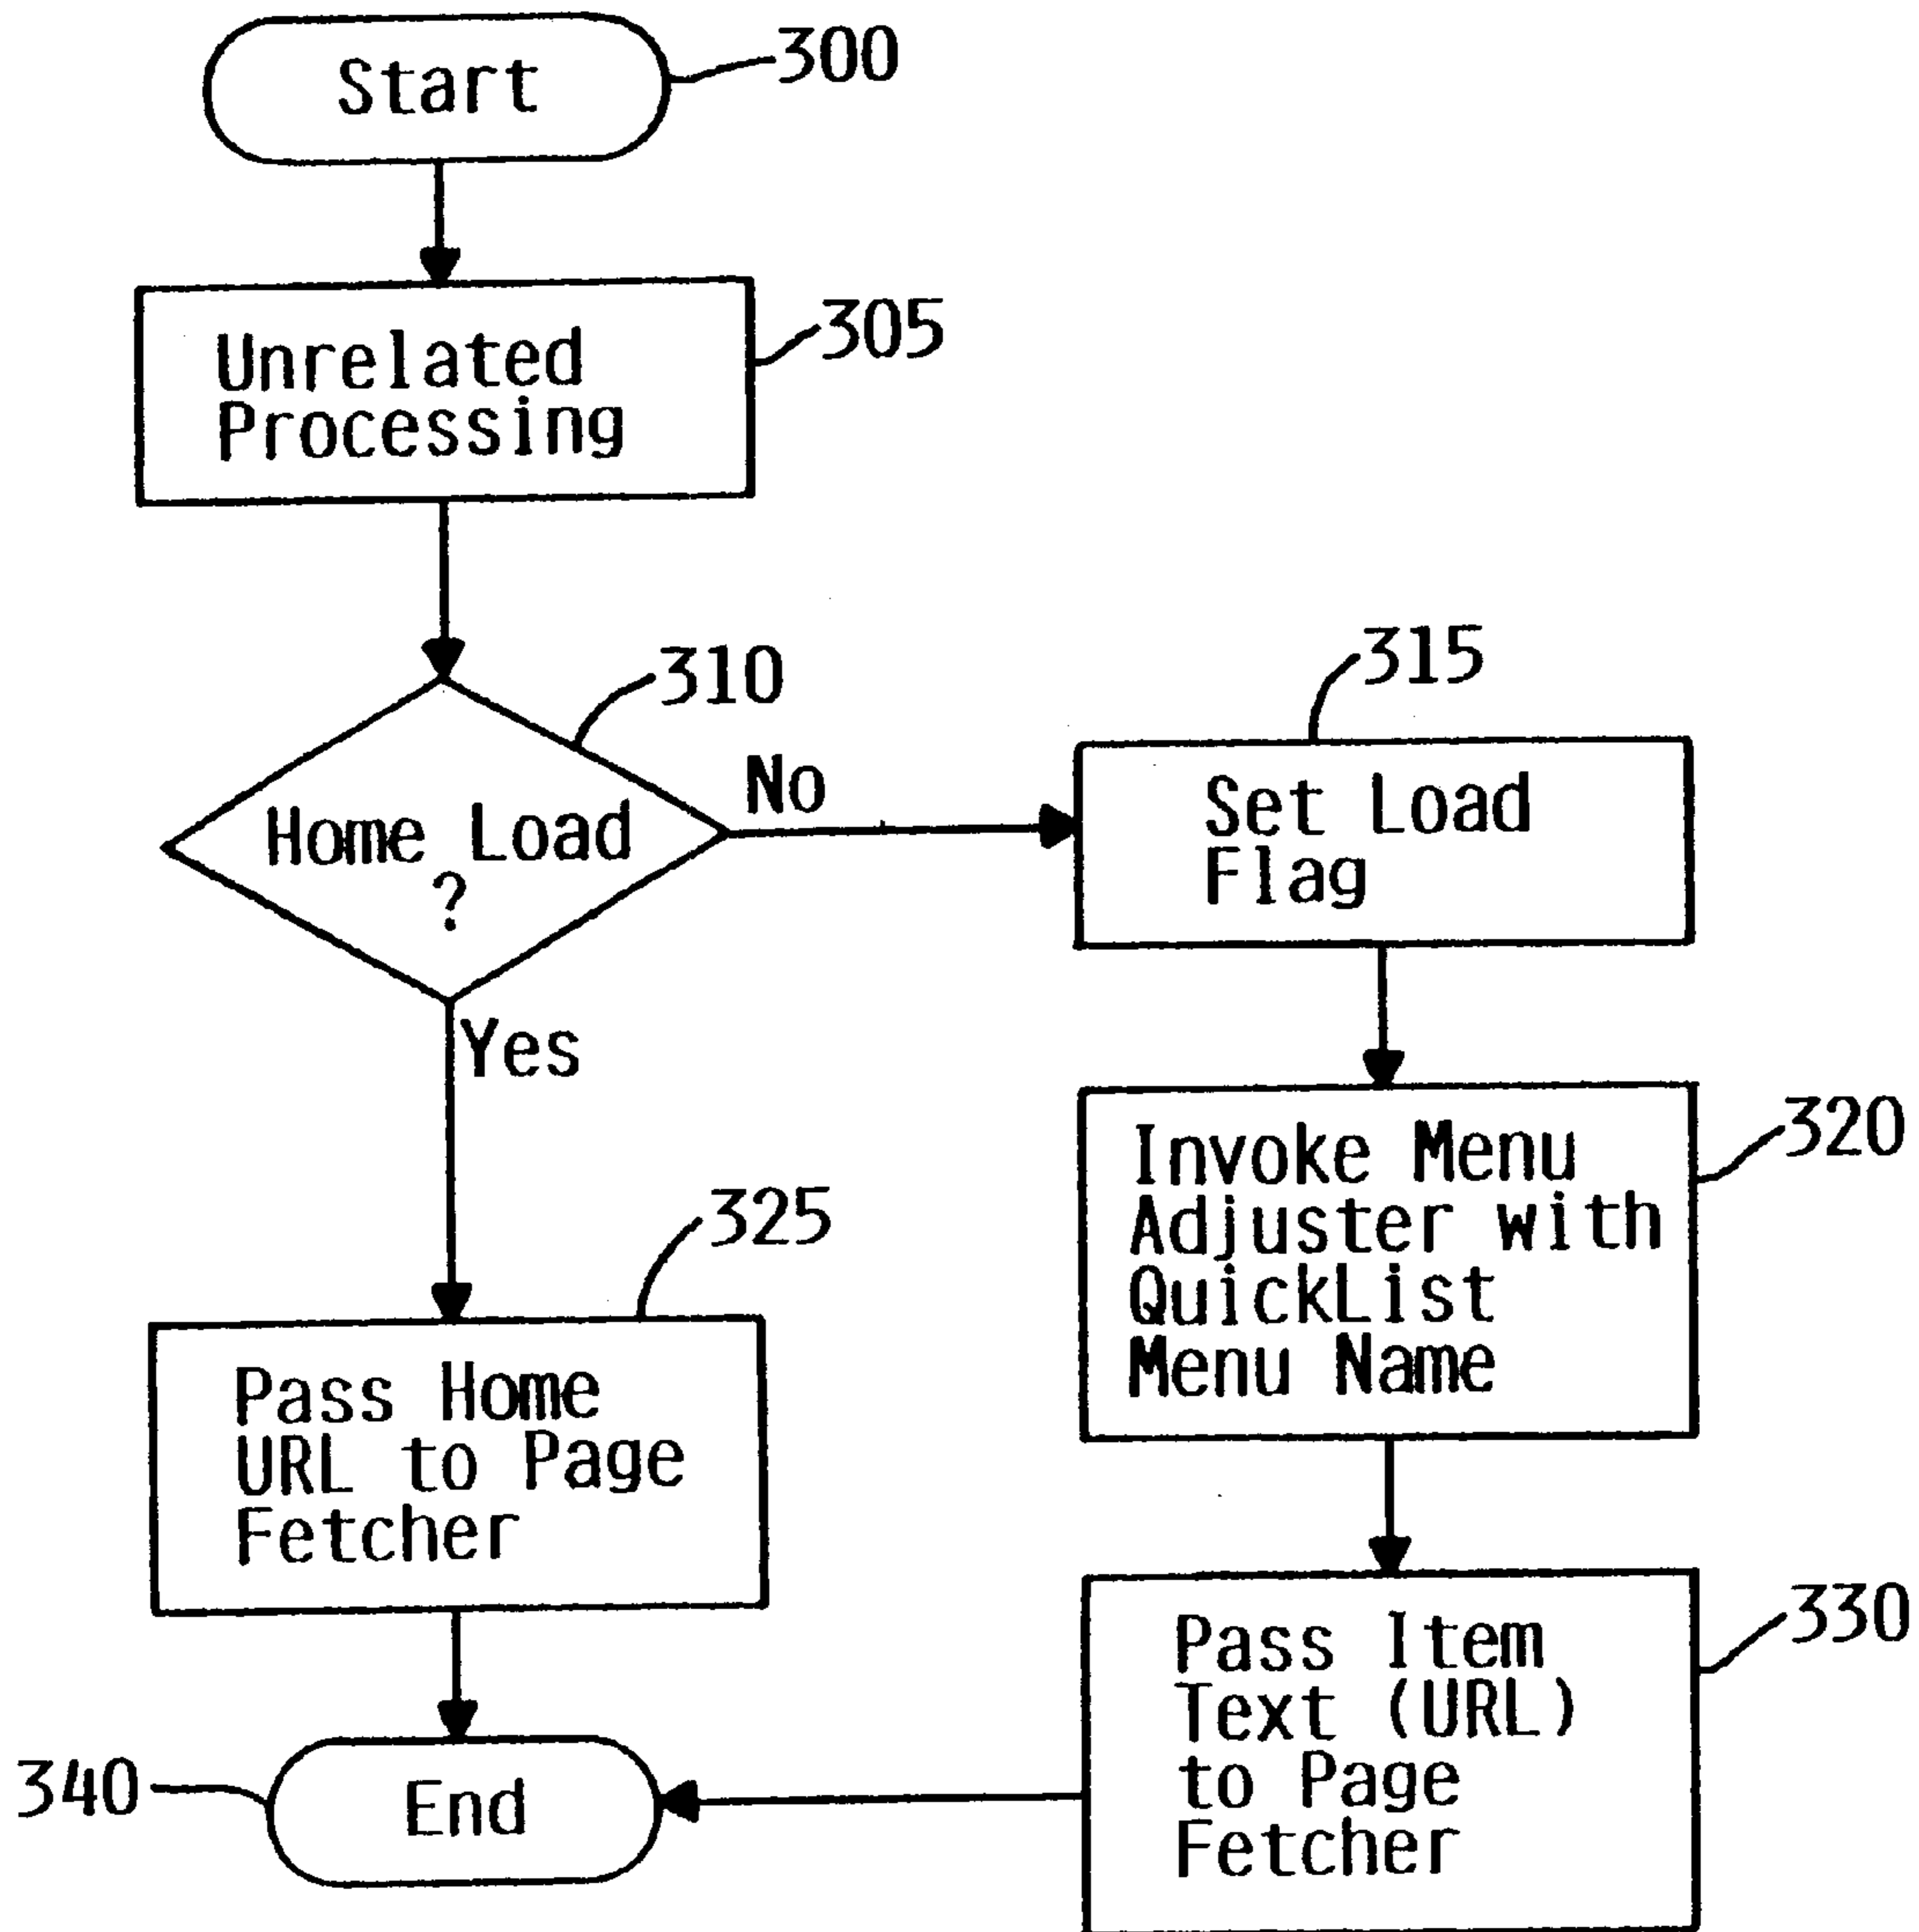 Start
300
Unrelated
Processing
305
310
Home Load
?
No
Yes
315
Set Load
Flag
320
Invoke Menu
Adjuster with
QuickList
Menu Name
325
Pass Home
URL to Page
Fetcher
330
Pass Item
Text (URL)
to Page
Fetcher
340
End